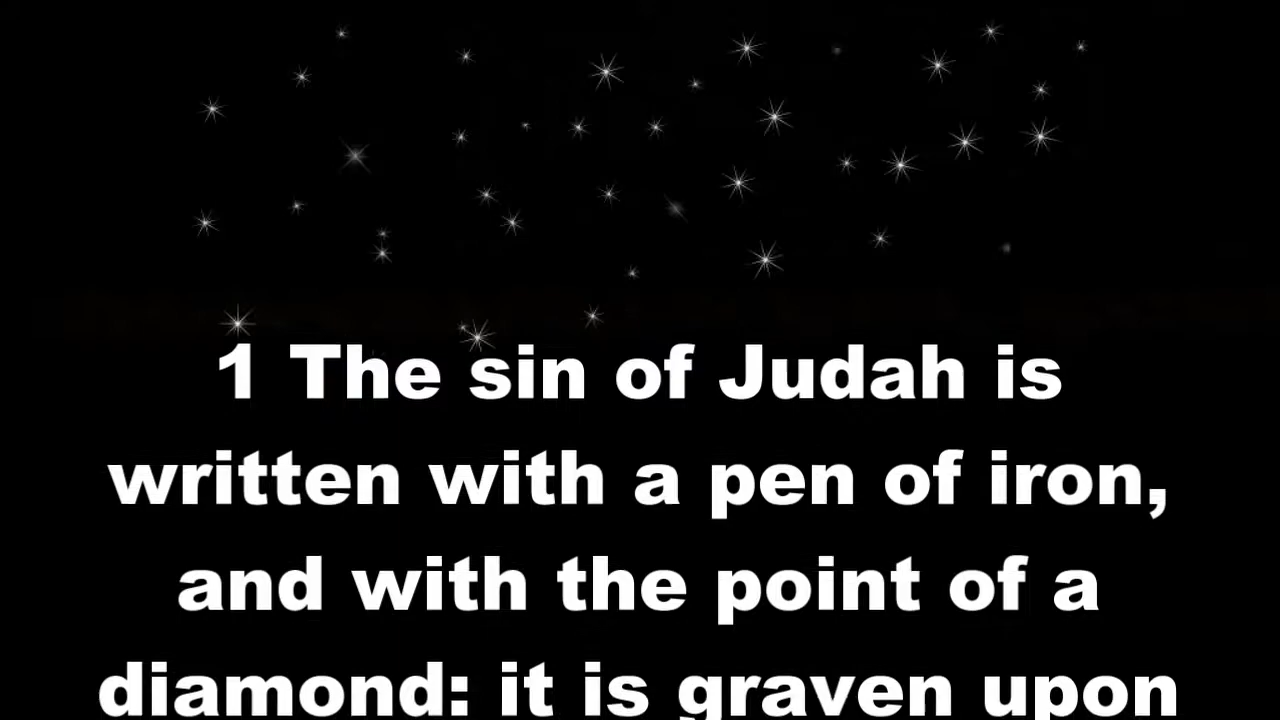 1 The sin of Judah is
written with a pen of iron,
and with the point of a
diamond: it is graven upon